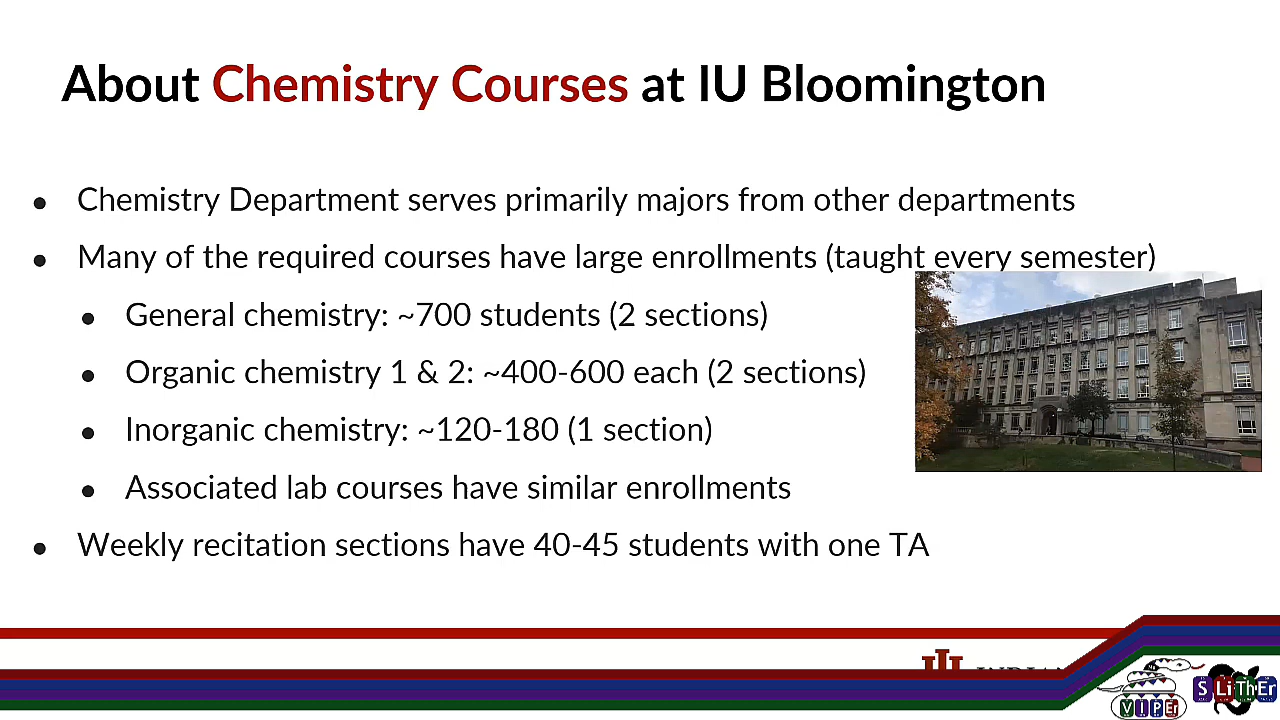 About Chemistry Courses at IU Bloomington
● Chemistry Department serves primarily majors from other departments
● Many of the required courses have large enrollments (taught every semester)
● General chemistry: ~700 students (2 sections)
● Organic chemistry 1 & 2: ~400-600 each (2 sections)
● Inorganic chemistry: ~120-180 (1 section)
● Associated lab courses have similar enrollments
● Weekly recitation sections have 40-45 students with one TA
VIPEr
SLiThEr